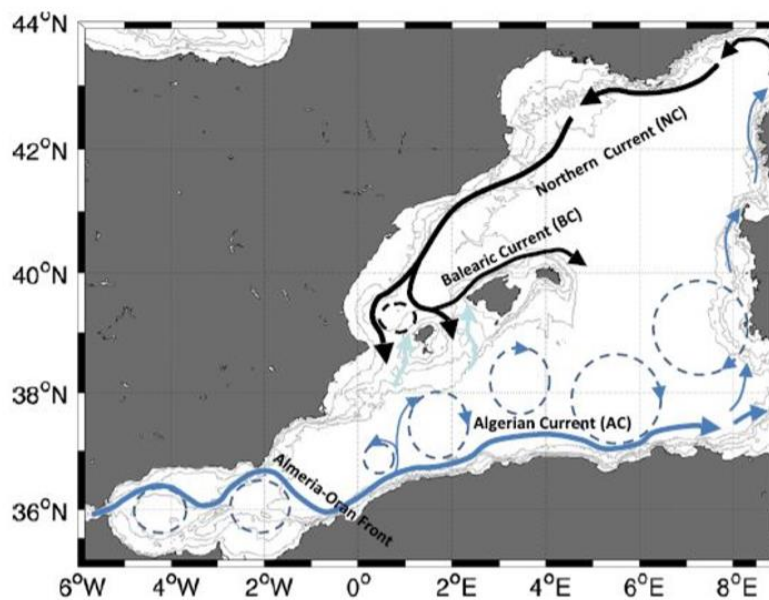 44°N
42°N
40°N
38°N
36°N
Northern Current (NC)
Balearic Current (BC)
Algerian Current (AC)
Almeria-Oran Front
6°W 4°W 2°W 0° 2°E 4°E 6°E 8°E